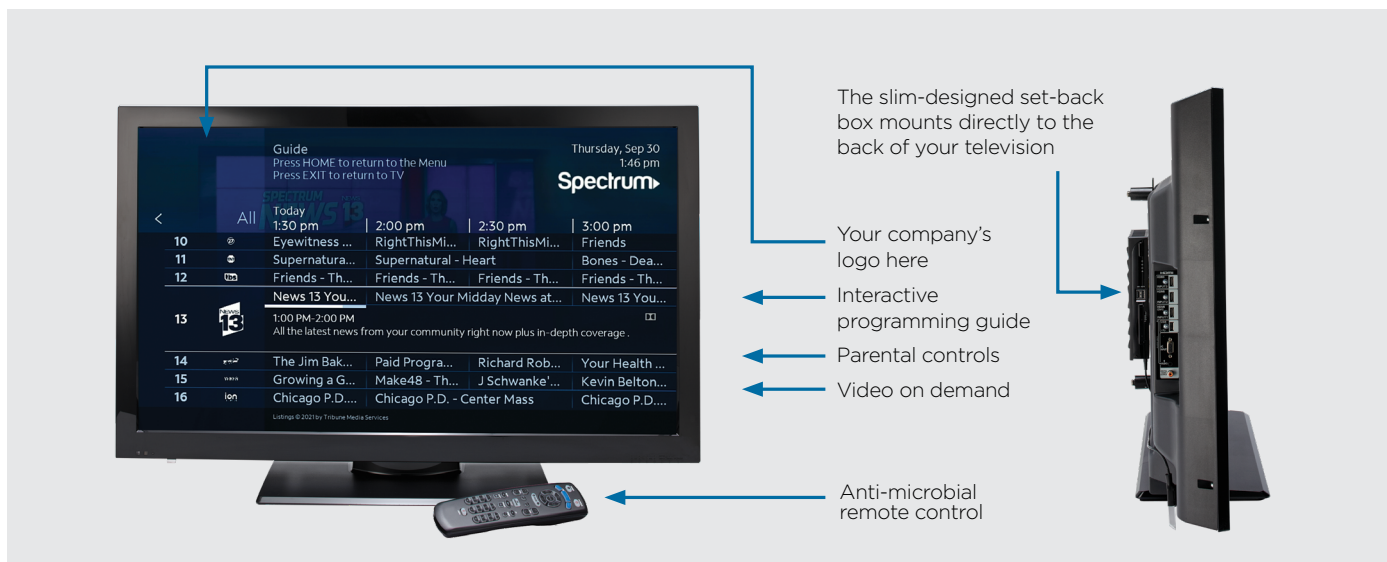 Guide
Press HOME to return to the Menu
Press EXIT to return to TV
Thursday, Sep 30
1:46 pm
Spectrum
SPECTRUM
NEWS 13
< All
Today
1:30 pm 2:00 pm 2:30 pm 3:00 pm
10 Eyewitness ... RightThisMi... RightThisMi... Friends
11 Supernatura... Supernatural - Heart Bones - Dea...
12 tbs Friends - Th... Friends - Th... Friends - Th... Friends - Th...
News 13 You... News 13 Your Midday News at... News 13 You...
13 NEWS 13 1:00 PM-2:00 PM
All the latest news from your community right now plus in-depth coverage .
14 The Jim Bak... Paid Progra... Richard Rob... Your Health ...
15 Growing a G... Make48 - Th... J Schwanke'... Kevin Belton...
16 ion Chicago P.D.... Chicago P.D. - Center Mass Chicago P.D....
Listings © 2021 by Tribune Media Services
The slim-designed set-back
box mounts directly to the
back of your television
Your company's
logo here
Interactive
programming guide
Parental controls
Video on demand
Anti-microbial
remote control